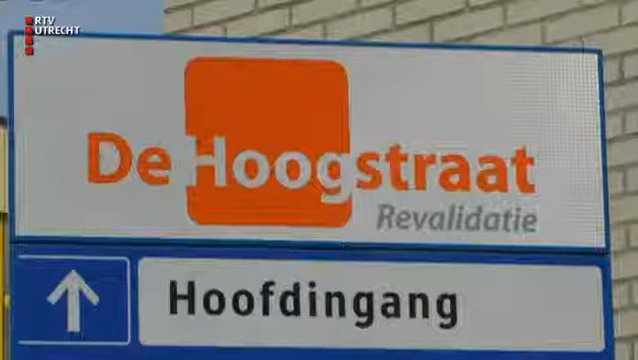 RTV
UTRECHT
De Hoogstraat
Revalidatie
Hoofdingang